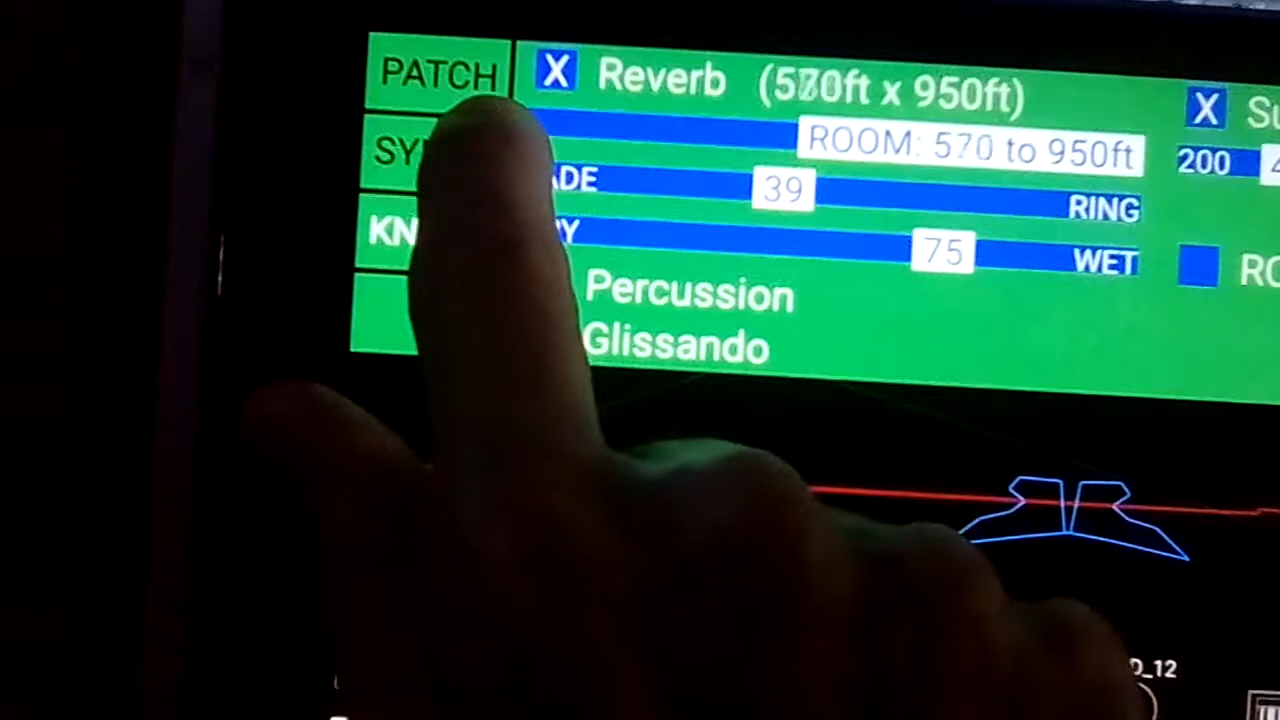 PATCH
X Reverb (570ft x 950ft)
X
ROOM: 570 to 950ft
200
39
RING
75
WET
Percussion
Glissando